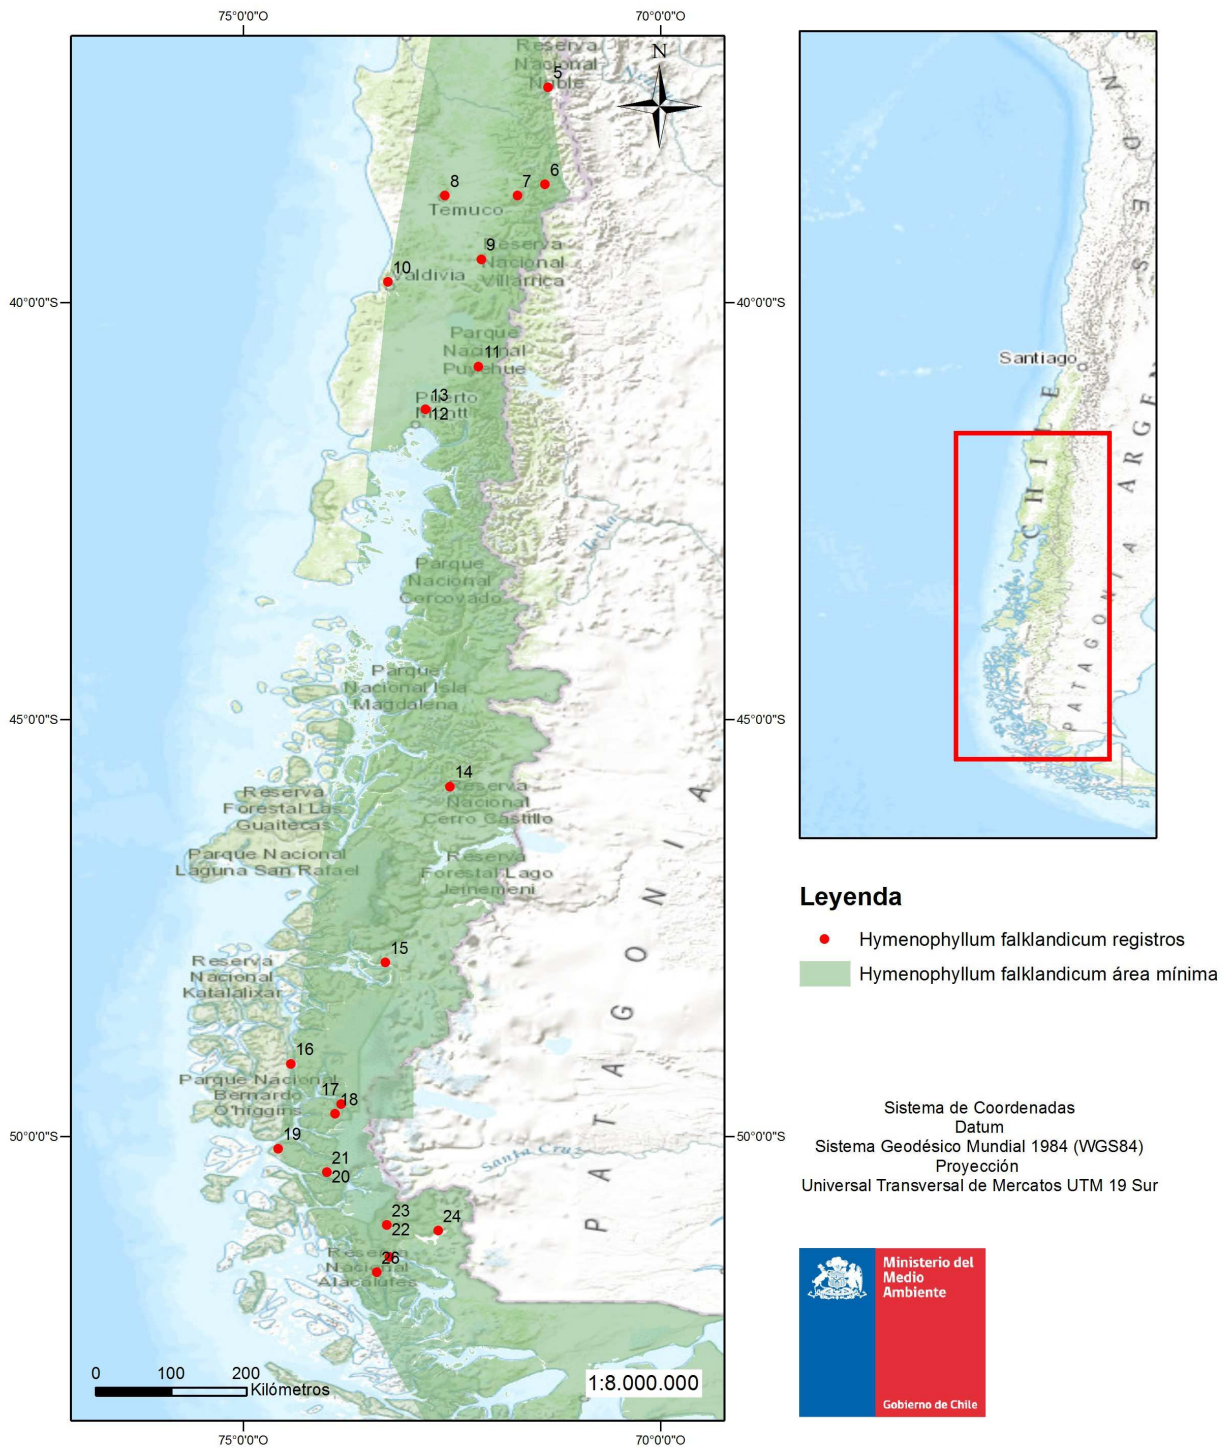 75°0'0"O
70°0'0"O
Reserva
Nacional
Ñuble
N
5
6
7
8
Temuco
9
Reserva
Nacional
Villarrica
10
Valdivia
40°0'0"S
40°0'0"S
Parque
Nacional
Puyehue
11
13
Puerto
Montt
12
Tecka
Parque
Nacional
Corcovado
Parque
Nacional Isla
Magdalena
45°0'0"S
45°0'0"S
14
Reserva
Nacional
Cerro Castillo
Reserva
Forestal Las
Guaitecas
Parque Nacional
Laguna San Rafael
Reserva
Forestal Lago
Jeinemeni
15
Reserva
Nacional
Katalalixar
16
Parque Nacional
Bernardo
O'higgins
17
18
50°0'0"S
50°0'0"S
19
21
20
Santa Cruz
23
22
24
26
Reserva
Nacional
Alacalufes
PATAGONIA
0 100 200
Kilómetros
1:8.000.000
75°0'0"O
70°0'0"O
Santiago
CHILE
ANDES
ARGE
PATAGONIA
Leyenda
Hymenophyllum falklandicum registros
Hymenophyllum falklandicum área mínima
Sistema de Coordenadas
Datum
Sistema Geodésico Mundial 1984 (WGS84)
Proyección
Universal Transversal de Mercatos UTM 19 Sur
Ministerio del
Medio
Ambiente
Gobierno de Chile